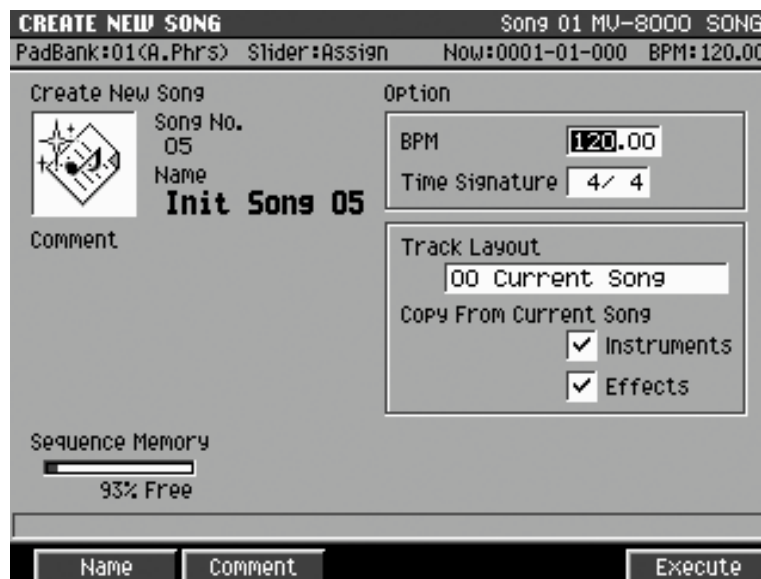 CREATE NEW SONG Song 01 MV-8000 SONG
PadBank:01(A.Phrs) Slider:Assign Now:0001-01-000 BPM:120.00
Create New Song
Song No.
05
Name
Init Song 05
Comment
Sequence Memory
93% Free
Option
BPM 120.00
Time Signature 4/ 4
Track Layout
00 Current Song
Copy From Current Song
Instruments
Effects
Name Comment Execute